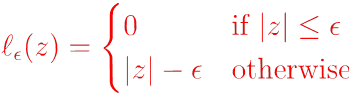 ℓ_ϵ(z) = { 0 if |z| ≤ ϵ
|z| − ϵ otherwise